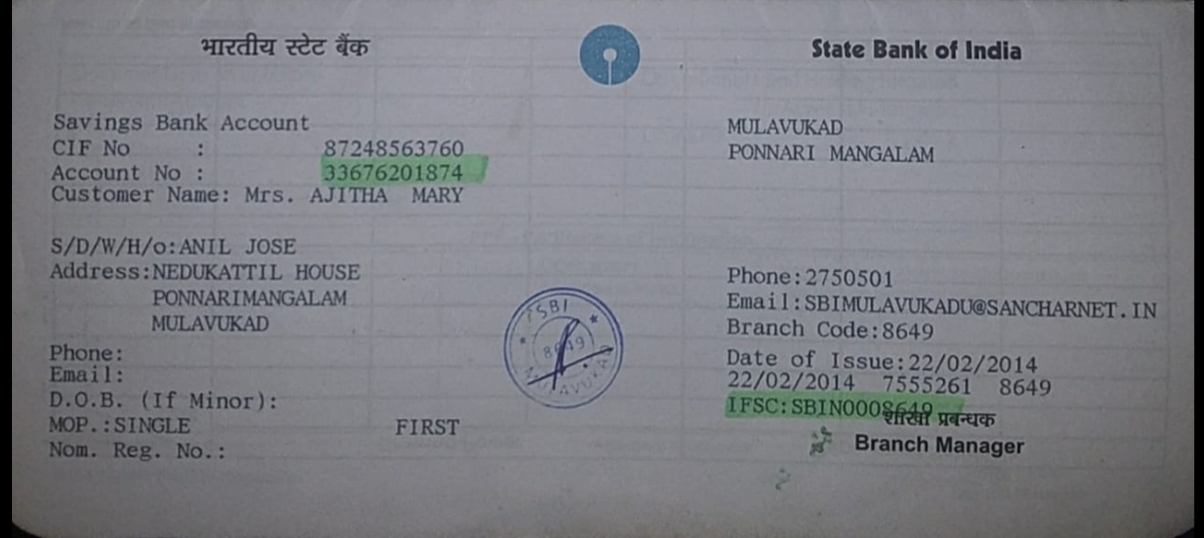 भारतीय स्टेट बैंक
State Bank of India
Savings Bank Account
CIF No : 87248563760
Account No : 33676201874
Customer Name: Mrs. AJITHA MARY
S/D/W/H/o:ANIL JOSE
Address:NEDUKATTIL HOUSE
PONNARIMANGALAM
MULAVUKAD
Phone:
Email:
D.O.B. (If Minor):
MOP.:SINGLE FIRST
Nom. Reg. No.:
SBI
8649
MULAVUKAD
MULAVUKAD
PONNARI MANGALAM
Phone:2750501
Email:SBIMULAVUKADU@SANCHARNET.IN
Branch Code:8649
Date of Issue:22/02/2014
22/02/2014 7555261 8649
IFSC:SBIN0008649
शाखा प्रबन्धक
Branch Manager